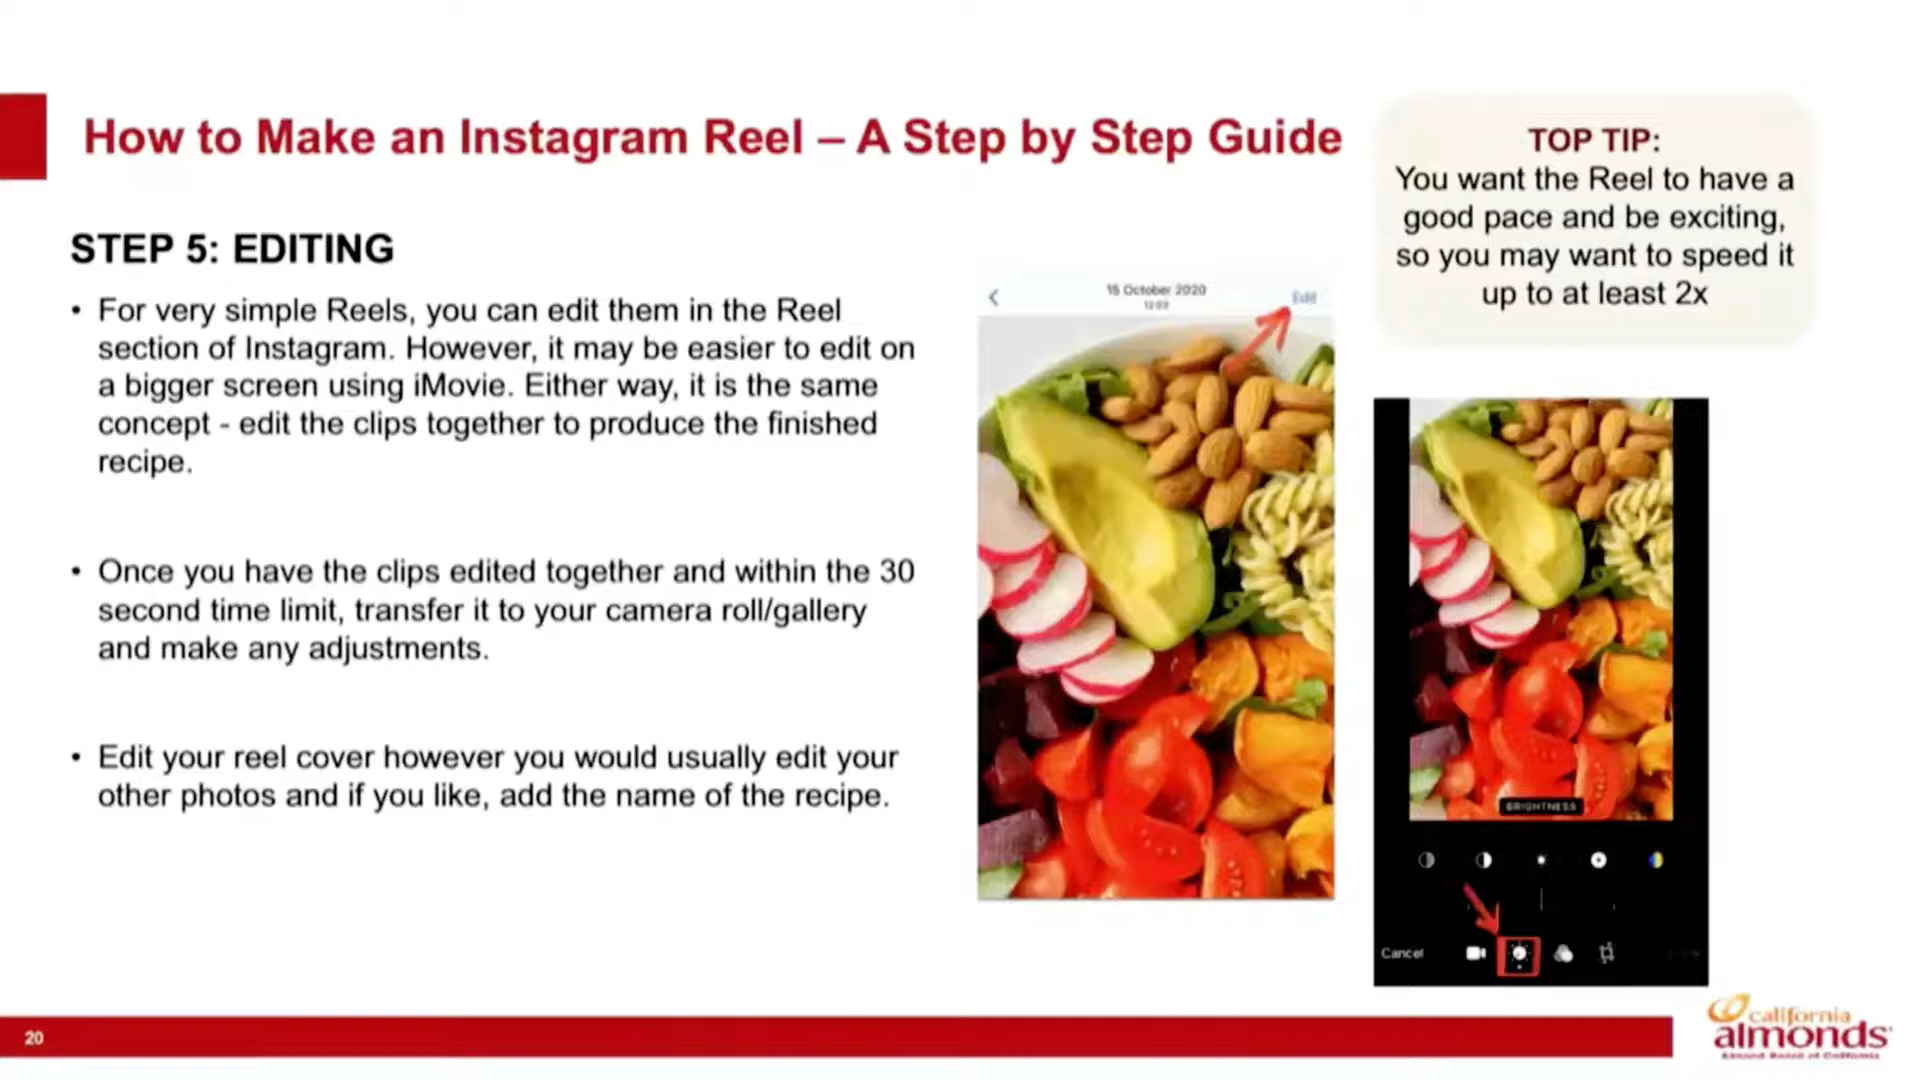 How to Make an Instagram Reel – A Step by Step Guide
TOP TIP:
You want the Reel to have a
good pace and be exciting,
so you may want to speed it
up to at least 2x
STEP 5: EDITING
• For very simple Reels, you can edit them in the Reel
section of Instagram. However, it may be easier to edit on
a bigger screen using iMovie. Either way, it is the same
concept - edit the clips together to produce the finished
recipe.
• Once you have the clips edited together and within the 30
second time limit, transfer it to your camera roll/gallery
and make any adjustments.
• Edit your reel cover however you would usually edit your
other photos and if you like, add the name of the recipe.
15 October 2020
Edit
BRIGHTNESS
Cancel
20
california
almonds
Almond Board of California